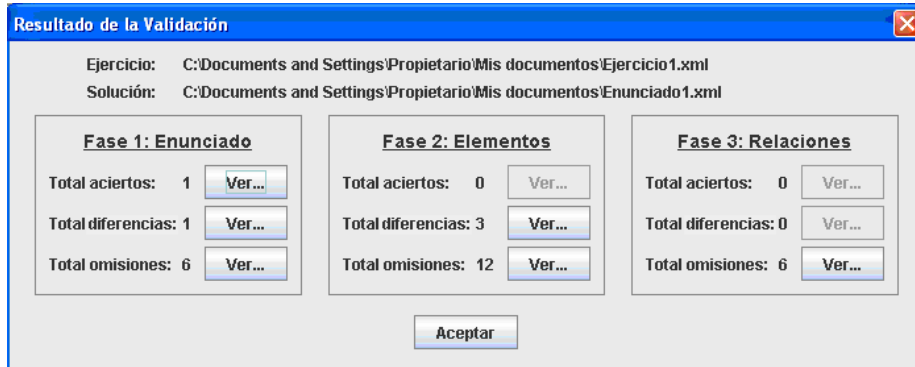 Resultado de la Validación
Ejercicio: C:\Documents and Settings\Propietario\Mis documentos\Ejercicio1.xml
Solución: C:\Documents and Settings\Propietario\Mis documentos\Enunciado1.xml
Fase 1: Enunciado
Total aciertos: 1 Ver...
Total diferencias: 1 Ver...
Total omisiones: 6 Ver...
Fase 2: Elementos
Total aciertos: 0 Ver...
Total diferencias: 3 Ver...
Total omisiones: 12 Ver...
Fase 3: Relaciones
Total aciertos: 0 Ver...
Total diferencias: 0 Ver...
Total omisiones: 6 Ver...
Aceptar